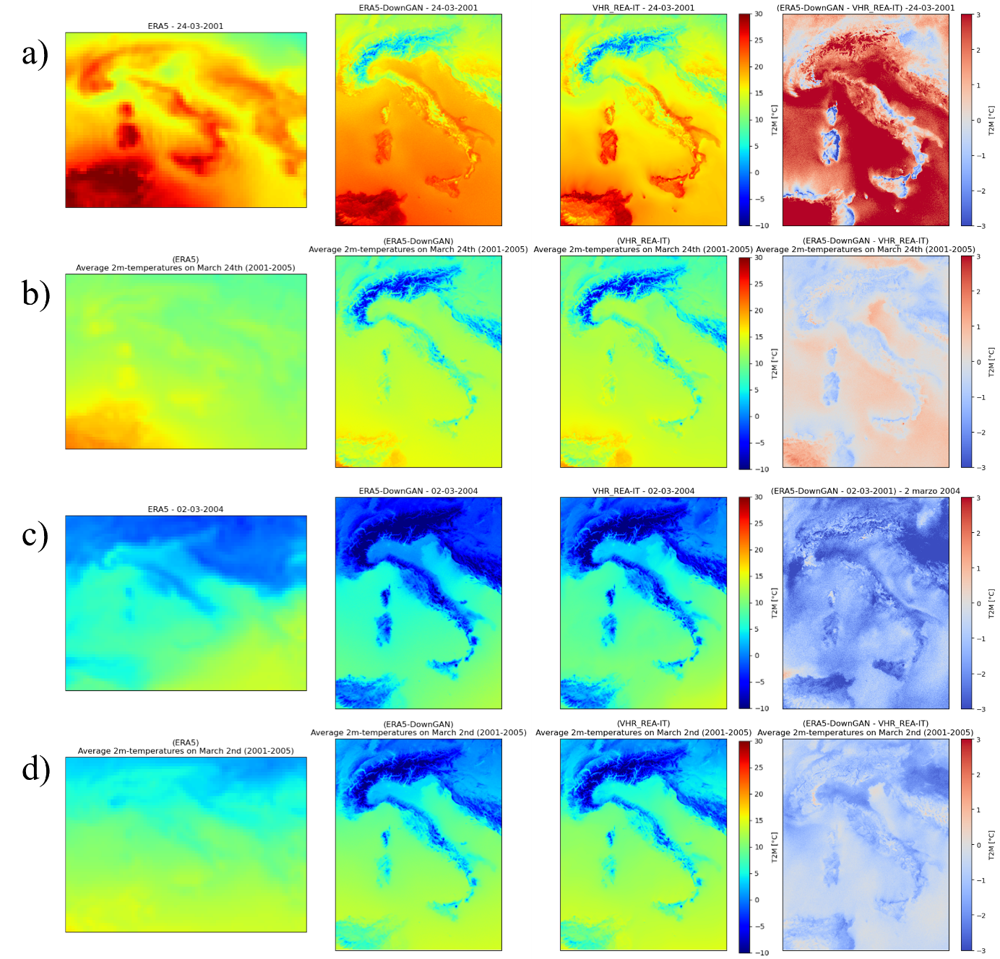 a)
ERA5 - 24-03-2001
ERA5-DownGAN - 24-03-2001
VHR_REA-IT - 24-03-2001
30
25
20
15
10
5
0
−5
−10
T2M [°C]
(ERA5-DownGAN - VHR_REA-IT) -24-03-2001
3
2
1
0
−1
−2
−3
T2M [°C]
b)
(ERA5)
Average 2m-temperatures on March 24th (2001-2005)
(ERA5-DownGAN)
Average 2m-temperatures on March 24th (2001-2005)
(VHR_REA-IT)
Average 2m-temperatures on March 24th (2001-2005)
30
25
20
15
10
5
0
−5
−10
T2M [°C]
(ERA5-DownGAN - VHR_REA-IT)
Average 2m-temperatures on March 24th (2001-2005)
3
2
1
0
−1
−2
−3
T2M [°C]
c)
ERA5 - 02-03-2004
ERA5-DownGAN - 02-03-2004
VHR_REA-IT - 02-03-2004
30
25
20
15
10
5
0
−5
−10
T2M [°C]
(ERA5-DownGAN - 02-03-2001) - 2 marzo 2004
3
2
1
0
−1
−2
−3
T2M [°C]
d)
(ERA5)
Average 2m-temperatures on March 2nd (2001-2005)
(ERA5-DownGAN)
Average 2m-temperatures on March 2nd (2001-2005)
(VHR_REA-IT)
Average 2m-temperatures on March 2nd (2001-2005)
30
25
20
15
10
5
0
−5
−10
T2M [°C]
(ERA5-DownGAN - VHR_REA-IT)
Average 2m-temperatures on March 2nd (2001-2005)
3
2
1
0
−1
−2
−3
T2M [°C]